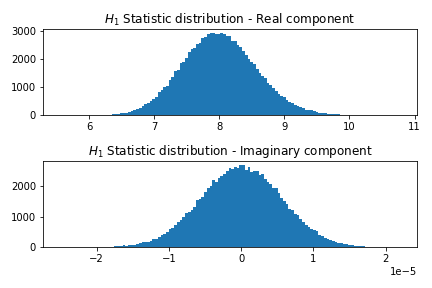 H₁ Statistic distribution - Real component
3000
2000
1000
0
6 7 8 9 10 11
H₁ Statistic distribution - Imaginary component
2000
1000
0
−2 −1 0 1 2
1e−5